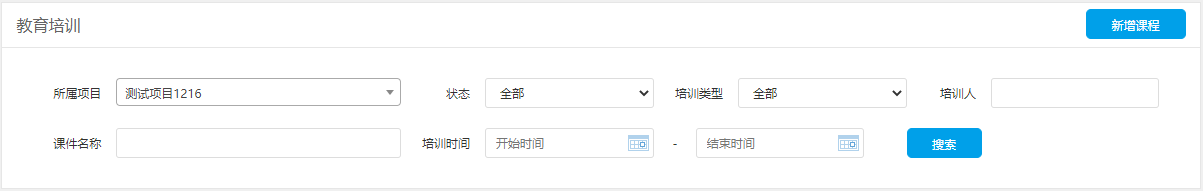 教育培训 新增课程
所属项目 测试项目1216 状态 全部 培训类型 全部 培训人
课件名称 培训时间 开始时间 - 结束时间 搜索